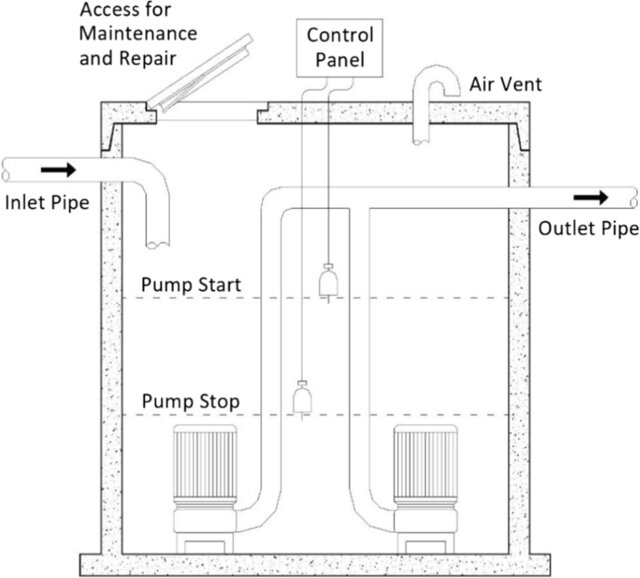 Access for
Maintenance
and Repair
Control
Panel
Air Vent
Inlet Pipe
Outlet Pipe
Pump Start
Pump Stop